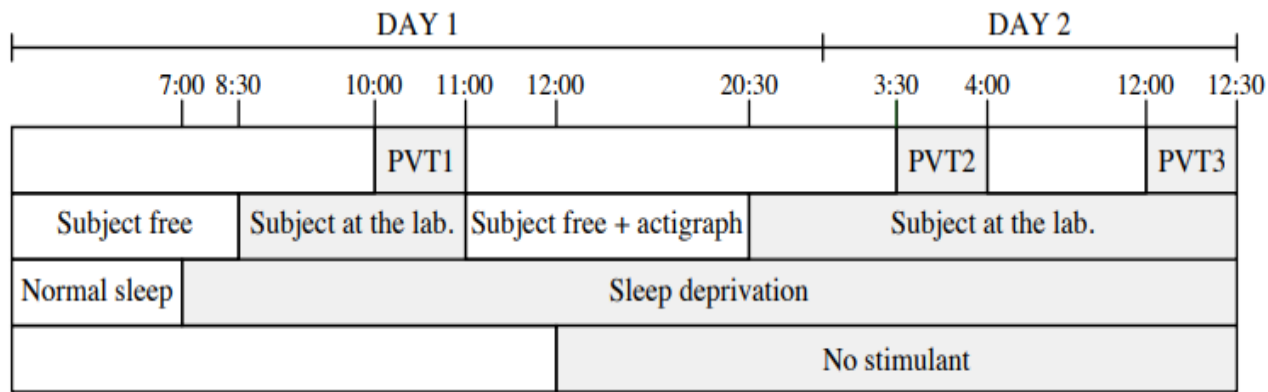 DAY 1 DAY 2
7:00 8:30 10:00 11:00 12:00 20:30 3:30 4:00 12:00 12:30
PVT1 PVT2 PVT3
Subject free Subject at the lab. Subject free + actigraph Subject at the lab.
Normal sleep Sleep deprivation
No stimulant